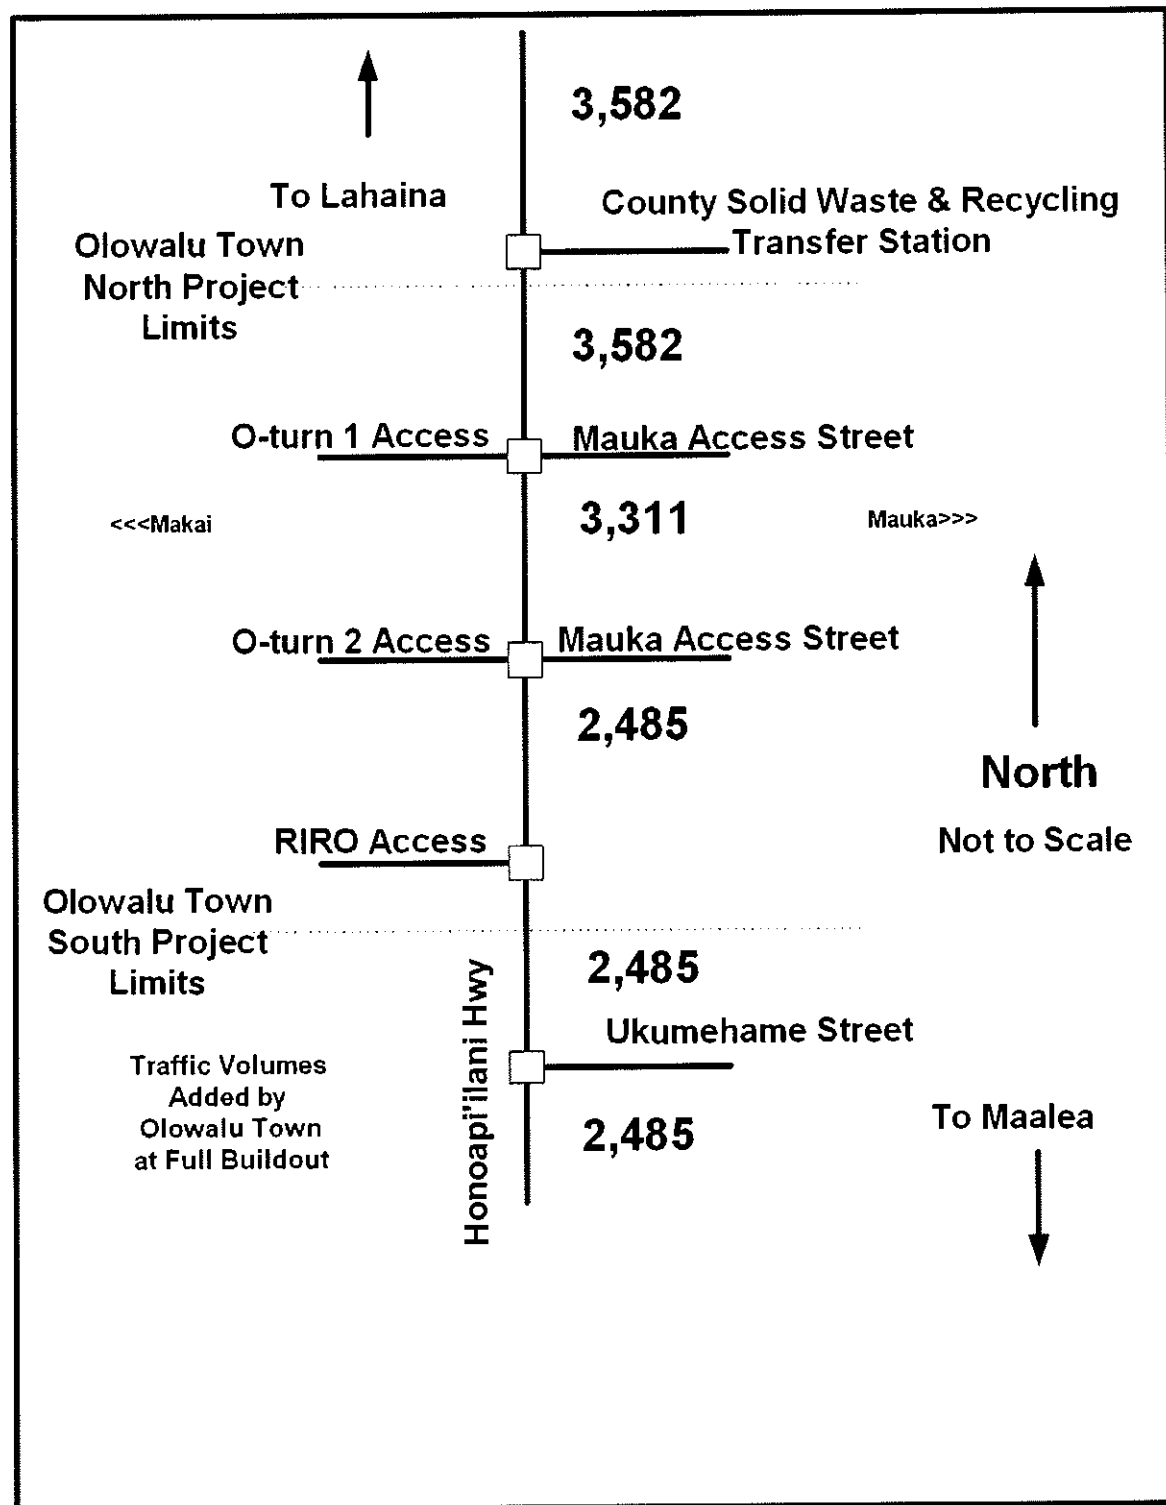 3,582
To Lahaina
County Solid Waste & Recycling
Transfer Station
Olowalu Town
North Project
Limits
3,582
O-turn 1 Access
Mauka Access Street
<<<Makai
3,311
Mauka>>>
O-turn 2 Access
Mauka Access Street
2,485
North
Not to Scale
RIRO Access
Olowalu Town
South Project
Limits
2,485
Honoapi'ilani Hwy
Ukumehame Street
Traffic Volumes
Added by
Olowalu Town
at Full Buildout
2,485
To Maalea